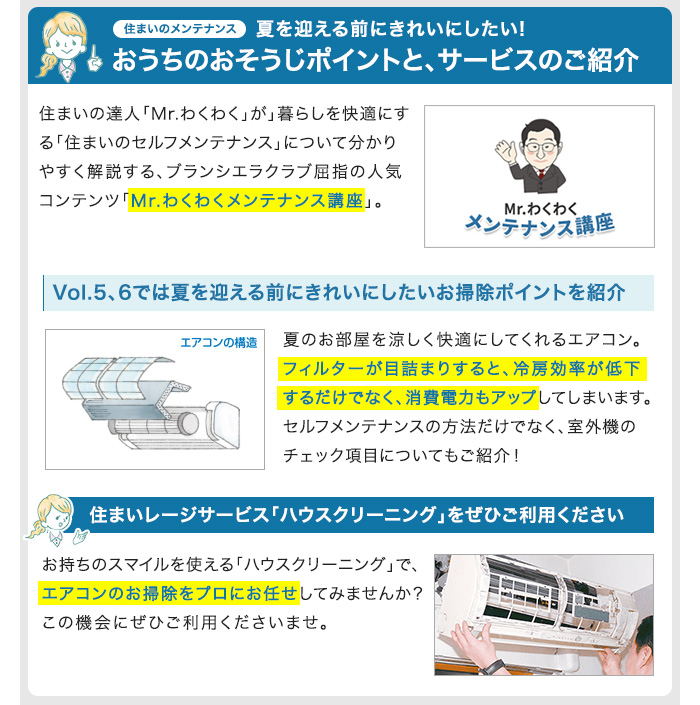 住まいのメンテナンス 夏を迎える前にきれいにしたい!
おうちのおそうじポイントと、サービスのご紹介
住まいの達人「Mr.わくわく」が」暮らしを快適にす
る「住まいのセルフメンテナンス」について分かり
やすく解説する、ブランシエラクラブ屈指の人気
コンテンツ「Mr.わくわくメンテナンス講座」。
Mr.わくわく
メンテナンス講座
Vol.5、6では夏を迎える前にきれいにしたいお掃除ポイントを紹介
エアコンの構造
夏のお部屋を涼しく快適にしてくれるエアコン。
フィルターが目詰まりすると、冷房効率が低下
するだけでなく、消費電力もアップしてしまいます。
セルフメンテナンスの方法だけでなく、室外機の
チェック項目についてもご紹介！
住まいレージサービス「ハウスクリーニング」をぜひご利用ください
お持ちのスマイルを使える「ハウスクリーニング」で、
エアコンのお掃除をプロにお任せしてみませんか？
この機会にぜひご利用くださいませ。